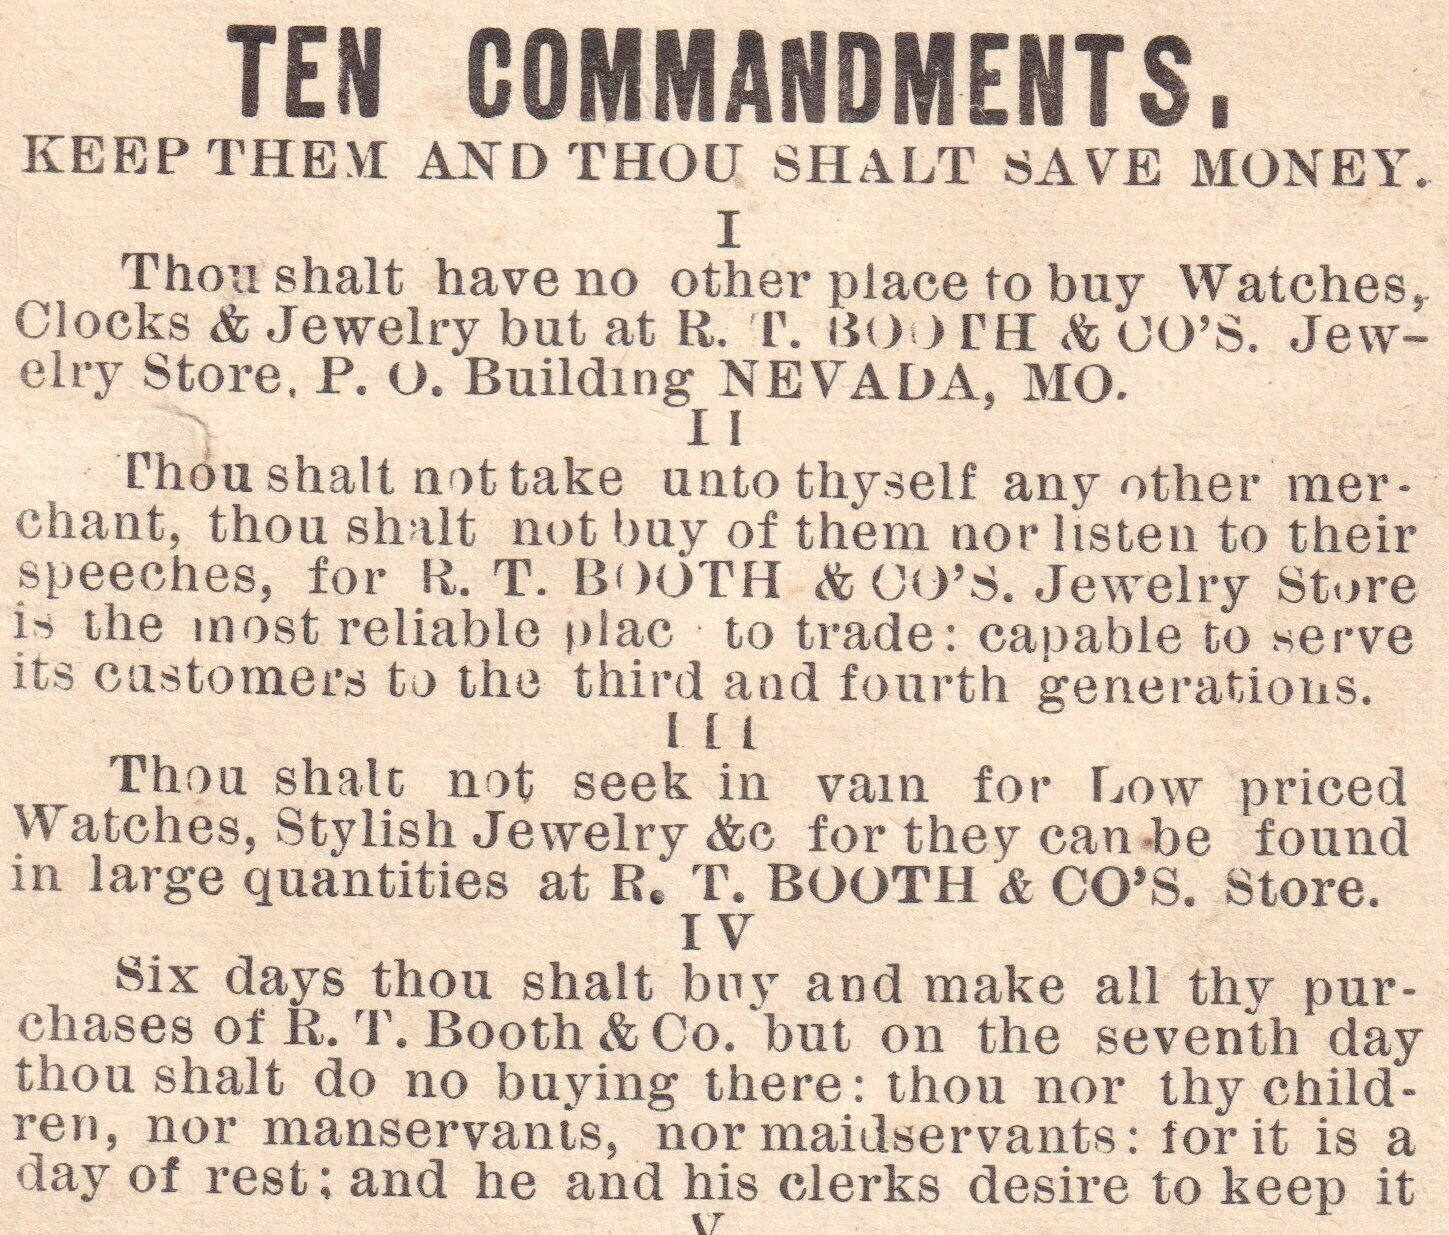 TEN COMMANDMENTS,
KEEP THEM AND THOU SHALT SAVE MONEY.
I
Thou shalt have no other place to buy Watches,
Clocks & Jewelry but at R. T. BOOTH & CO'S. Jew-
elry Store, P. O. Building NEVADA, MO.
II
Thou shalt not take unto thyself any other mer-
chant, thou shalt not buy of them nor listen to their
speeches, for R. T. BOOTH & CO'S. Jewelry Store
is the most reliable plac to trade: capable to serve
its customers to the third and fourth generations.
III
Thou shalt not seek in vain for Low priced
Watches, Stylish Jewelry &c for they can be found
in large quantities at R. T. BOOTH & CO'S. Store.
IV
Six days thou shalt buy and make all thy pur-
chases of R. T. Booth & Co. but on the seventh day
thou shalt do no buying there: thou nor thy child-
ren, nor manservants, nor maidservants: for it is a
day of rest; and he and his clerks desire to keep it
V